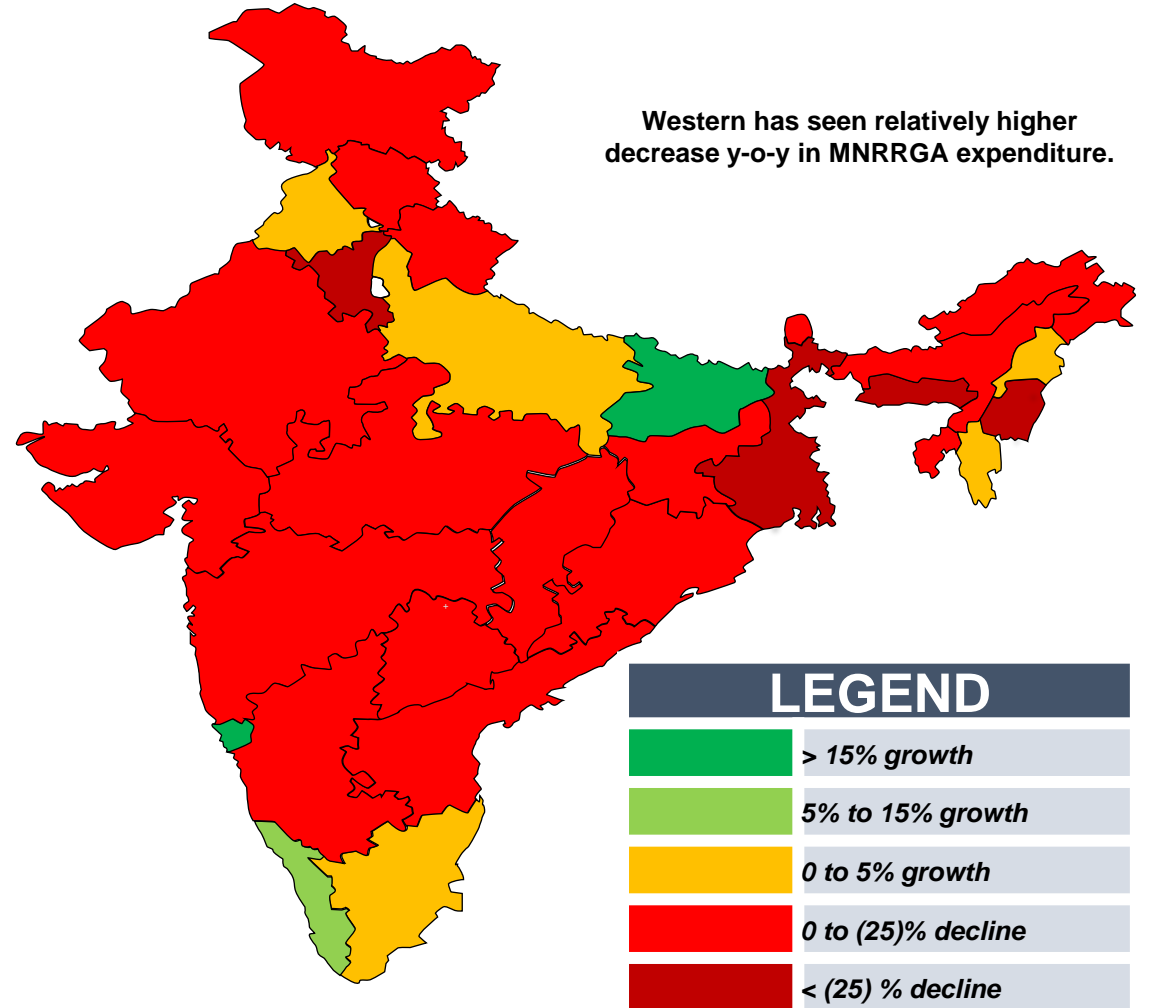 Western has seen relatively higher
decrease y-o-y in MNRRGA expenditure.
LEGEND
> 15% growth
5% to 15% growth
0 to 5% growth
0 to (25)% decline
< (25) % decline